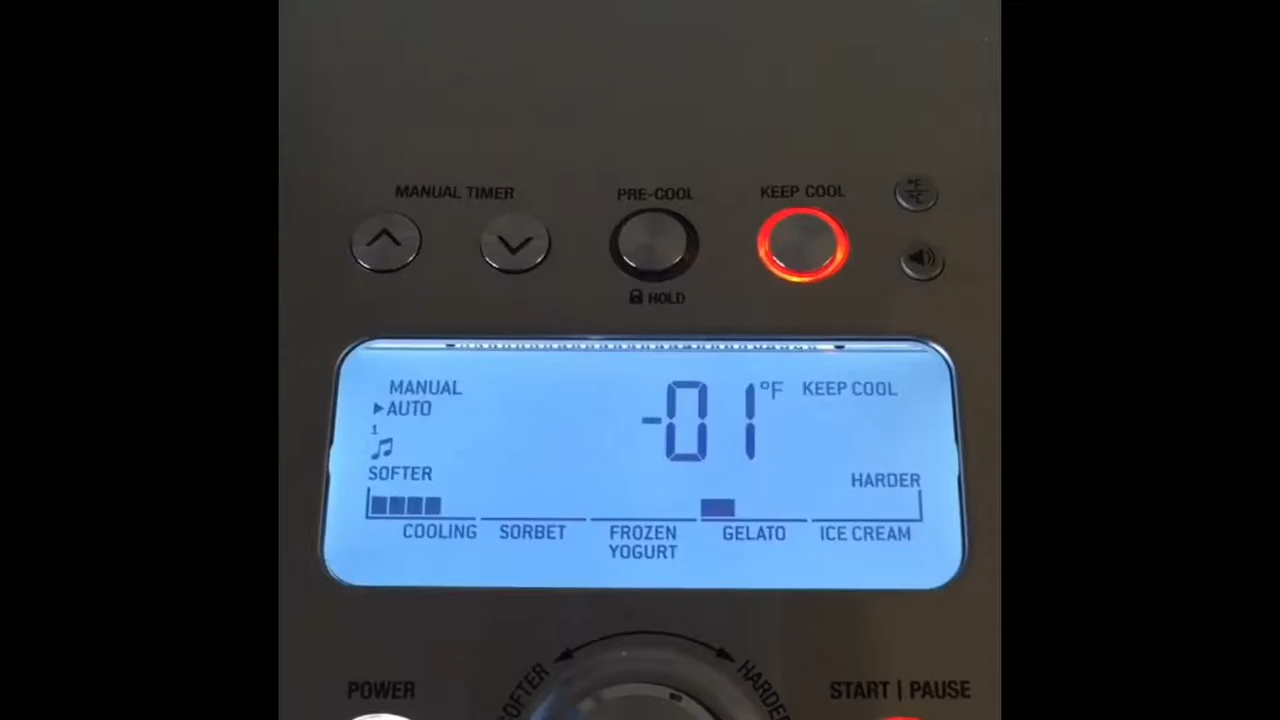 MANUAL TIMER
PRE-COOL
KEEP COOL
°F
°C
HOLD
MANUAL
AUTO
-01 °F
KEEP COOL
1
SOFTER
HARDER
COOLING
SORBET
FROZEN
YOGURT
GELATO
ICE CREAM
SOFTER
HARDER
POWER
START | PAUSE